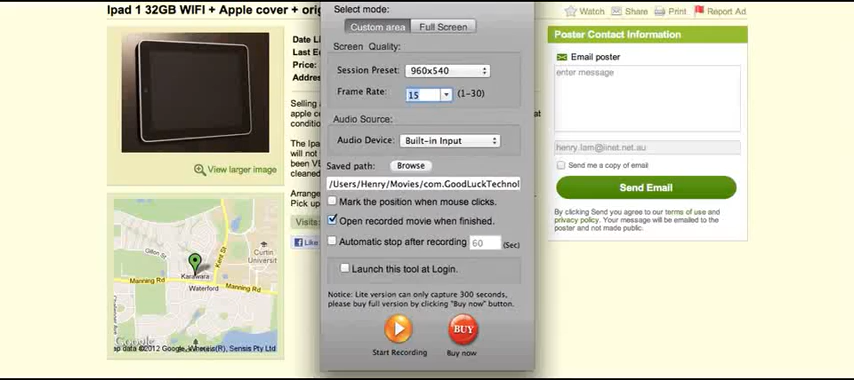 Ipad 1 32GB WIFI + Apple cover + orig
Watch
Share
Print
Report Ad
Date Li
Last Ed
Price:
Addres
Selling a
apple c
conditio
at
The Ipa
will not
been V
cleaned
Arrange
Pick up
View larger image
Visits:
Like
Select mode:
Custom area
Full Screen
Screen Quality:
Session Preset:
960x540
Frame Rate:
15
(1-30)
Audio Source:
Audio Device:
Built-in Input
Saved path:
Browse
/Users/Henry/Movies/com.GoodLuckTechnol
Mark the position when mouse clicks.
Open recorded movie when finished.
Automatic stop after recording
60
(Sec)
Launch this tool at Login.
Notice: Lite version can only capture 300 seconds,
please buy full version by clicking "Buy now" button.
BUY
Start Recording
Buy now
Poster Contact Information
Email poster
enter message
henry.lam@iinet.net.au
Send me a copy of email
Send Email
By clicking Send you agree to our terms of use and
privacy policy. Your message will be emailed to the
poster and not made public.
Gillon St
Kent St
Curtin
Universit
Karawara
Manning Rd
Manning Rd
Waterford
Google
ap data ©2012 Google, Whereis(R), Sensis Pty Ltd